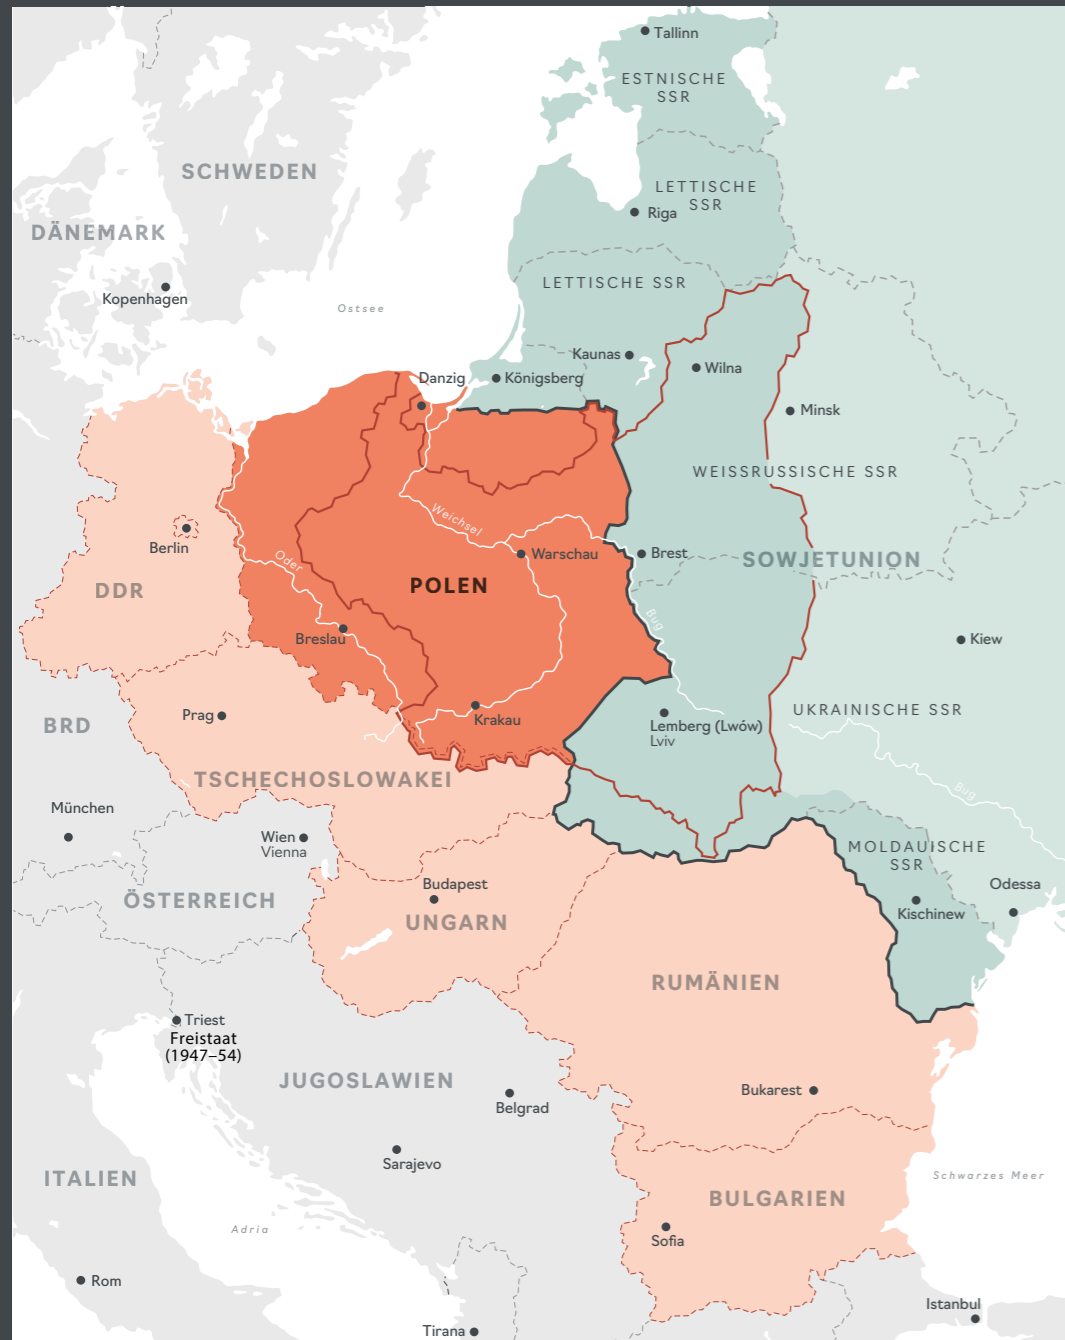 Tallinn
ESTNISCHE
SSR
SCHWEDEN
LETTISCHE
SSR
Riga
DÄNEMARK
Kopenhagen
Ostsee
LETTISCHE SSR
Kaunas
Wilna
Danzig
Königsberg
Minsk
WEISSRUSSISCHE SSR
Weichsel
Berlin
Warschau
Brest
SOWJETUNION
Oder
DDR
POLEN
Bug
Breslau
Kiew
Prag
Krakau
BRD
Lemberg (Lwów)
Lviv
UKRAINISCHE SSR
TSCHECHOSLOWAKEI
Bug
München
Wien
Vienna
MOLDAUISCHE
SSR
Budapest
Odessa
ÖSTERREICH
UNGARN
Kischinew
RUMÄNIEN
Triest
Freistaat
(1947–54)
JUGOSLAWIEN
Bukarest
Belgrad
Sarajevo
ITALIEN
Schwarzes Meer
BULGARIEN
Adria
Sofia
Rom
Istanbul
Tirana